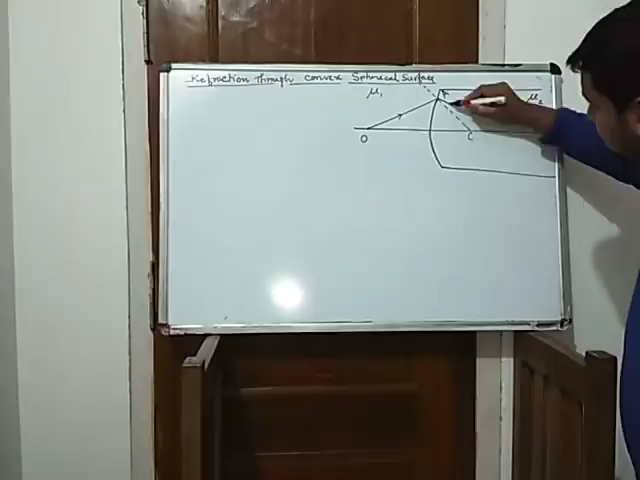 Refraction Through convex Spherical Surface
μ₁
A
μ₂
O
C